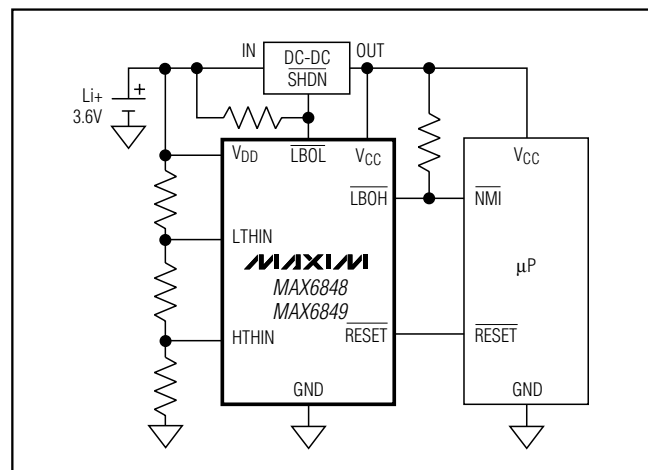 IN
DC-DC
SHDN
OUT
Li+
3.6V
+
VDD
LBOL
VCC
LBOH
LTHIN
MAXIM
MAX6848
MAX6849
HTHIN
RESET
GND
VCC
NMI
μP
RESET
GND